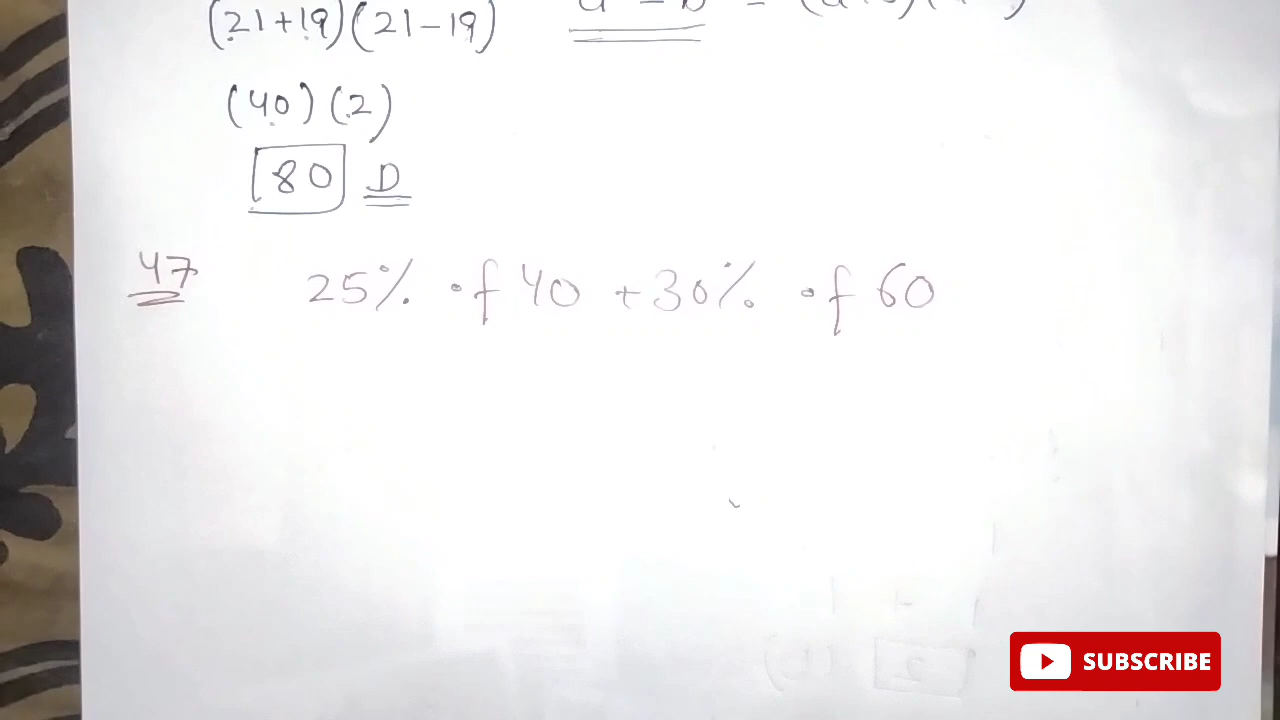 (21+19)(21-19)
(40)(2)
80 D
47 25% of 40 +30% of 60
SUBSCRIBE